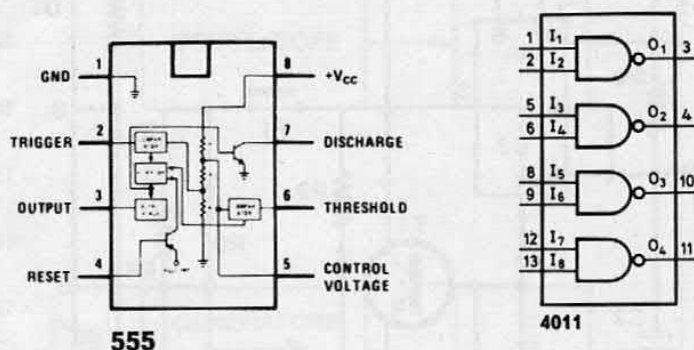 1
8
GND
+VCC
2
7
TRIGGER
DISCHARGE
3
6
OUTPUT
THRESHOLD
4
5
RESET
CONTROL
VOLTAGE
555
1 I1
2 I2
O1 3
5 I3
6 I4
O2 4
8 I5
9 I6
O3 10
12 I7
13 I8
O4 11
4011